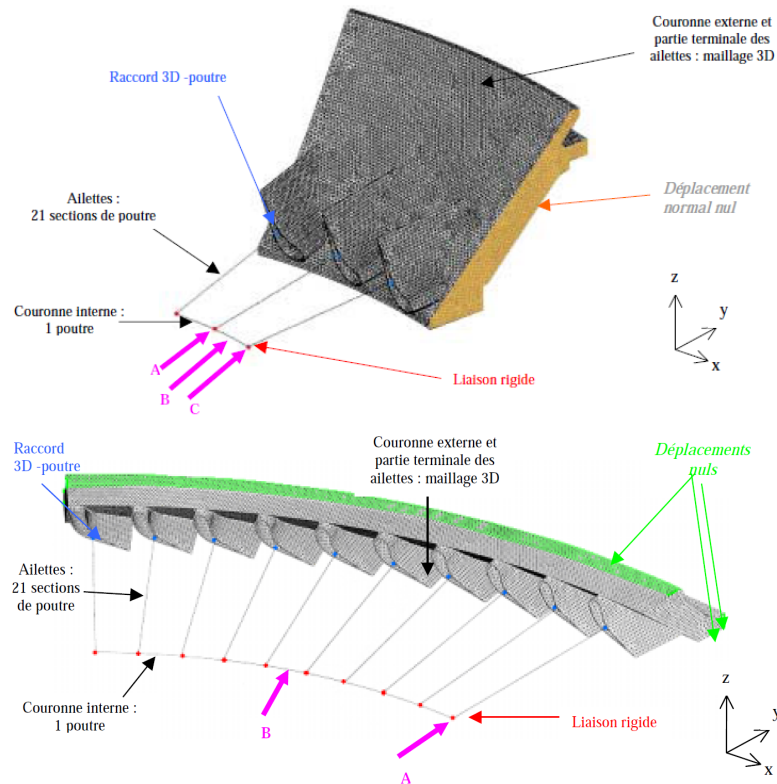 Couronne externe et
partie terminale des
ailettes : maillage 3D
Raccord 3D -poutre
Déplacement
normal nul
Ailettes :
21 sections de poutre
Couronne interne :
1 poutre
z
y
x
A
B
C
Liaison rigide
Raccord
3D -poutre
Couronne externe et
partie terminale des
ailettes : maillage 3D
Déplacements
nuls
Ailettes :
21 sections
de poutre
Couronne interne :
1 poutre
B
A
Liaison rigide
z
y
x